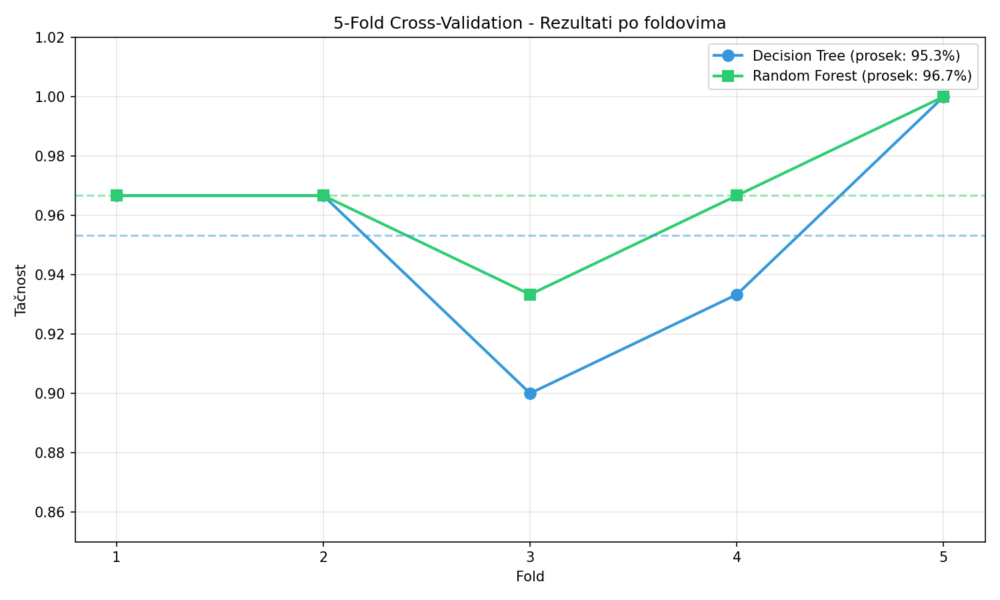 5-Fold Cross-Validation - Rezultati po foldovima
Decision Tree (prosek: 95.3%)
Random Forest (prosek: 96.7%)
Tačnost
1.02
1.00
0.98
0.96
0.94
0.92
0.90
0.88
0.86
1 2 3 4 5
Fold